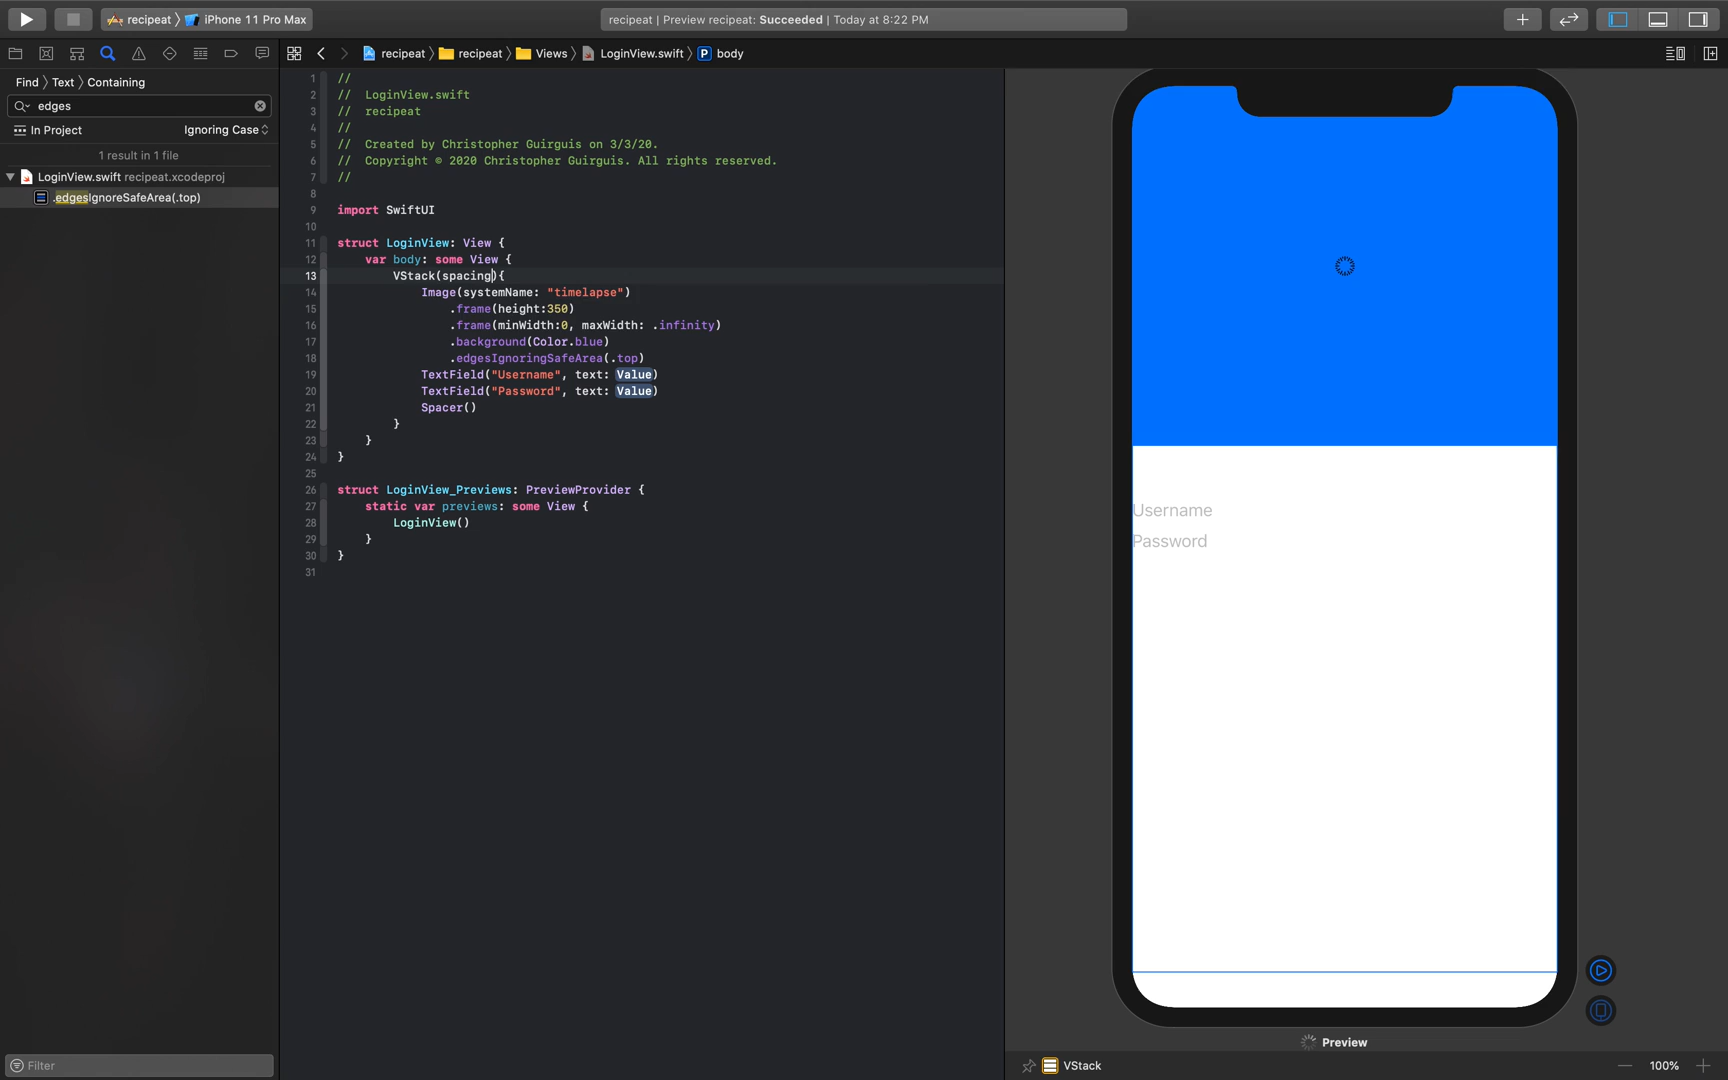 recipeat 〉 iPhone 11 Pro Max
recipeat | Preview recipeat: Succeeded | Today at 8:22 PM
recipeat 〉 recipeat 〉 Views 〉 LoginView.swift 〉 P body
Find 〉 Text 〉 Containing
edges
In Project Ignoring Case
1 result in 1 file
LoginView.swift recipeat.xcodeproj
.edgesIgnoreSafeArea(.top)
Filter
1 //
2 // LoginView.swift
3 // recipeat
4 //
5 // Created by Christopher Guirguis on 3/3/20.
6 // Copyright © 2020 Christopher Guirguis. All rights reserved.
7 //
8
9 import SwiftUI
10
11 struct LoginView: View {
12 var body: some View {
13 VStack(spacing){
14 Image(systemName: "timelapse")
15 .frame(height:350)
16 .frame(minWidth:0, maxWidth: .infinity)
17 .background(Color.blue)
18 .edgesIgnoringSafeArea(.top)
19 TextField("Username", text: Value)
20 TextField("Password", text: Value)
21 Spacer()
22 }
23 }
24 }
25
26 struct LoginView_Previews: PreviewProvider {
27 static var previews: some View {
28 LoginView()
29 }
30 }
31
Username
Password
Preview
VStack
100%